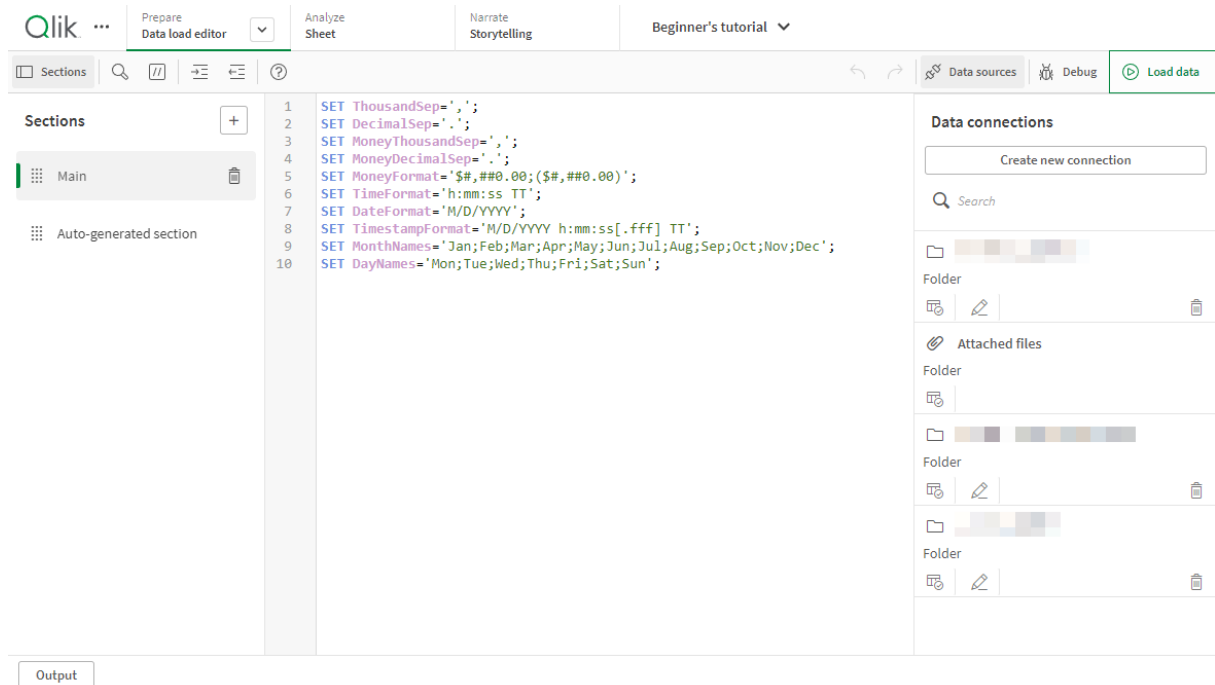 Qlik
Prepare
Data load editor
Analyze
Sheet
Narrate
Storytelling
Beginner's tutorial
Sections
//
?
Data sources
Debug
Load data
Sections
+
Main
Auto-generated section
1 SET ThousandSep=',';
2 SET DecimalSep='.';
3 SET MoneyThousandSep=',';
4 SET MoneyDecimalSep='.';
5 SET MoneyFormat='$#,##0.00;($#,##0.00)';
6 SET TimeFormat='h:mm:ss TT';
7 SET DateFormat='M/D/YYYY';
8 SET TimestampFormat='M/D/YYYY h:mm:ss[.fff] TT';
9 SET MonthNames='Jan;Feb;Mar;Apr;May;Jun;Jul;Aug;Sep;Oct;Nov;Dec';
10 SET DayNames='Mon;Tue;Wed;Thu;Fri;Sat;Sun';
Data connections
Create new connection
Search
Folder
Attached files
Folder
Folder
Folder
Output